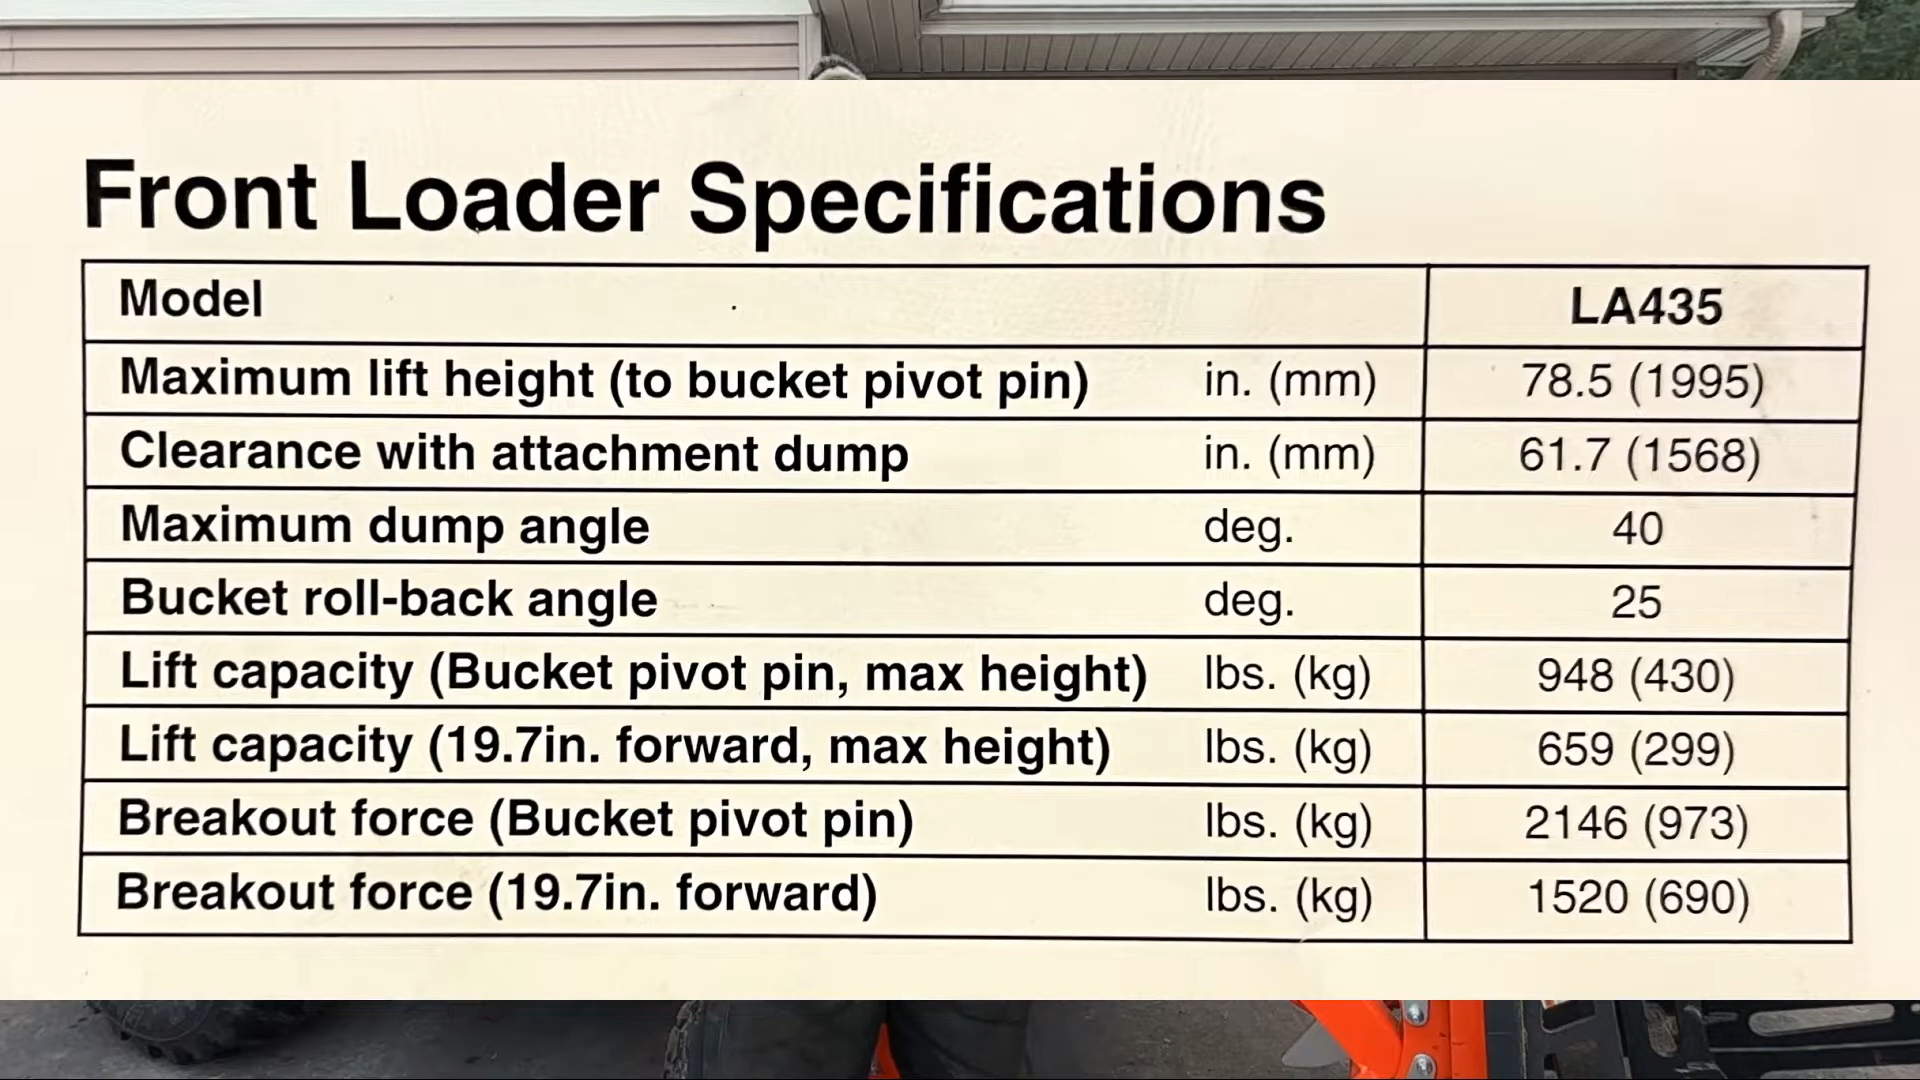 Front Loader Specifications
Model LA435
Maximum lift height (to bucket pivot pin) in. (mm) 78.5 (1995)
Clearance with attachment dump in. (mm) 61.7 (1568)
Maximum dump angle deg. 40
Bucket roll-back angle deg. 25
Lift capacity (Bucket pivot pin, max height) lbs. (kg) 948 (430)
Lift capacity (19.7in. forward, max height) lbs. (kg) 659 (299)
Breakout force (Bucket pivot pin) lbs. (kg) 2146 (973)
Breakout force (19.7in. forward) lbs. (kg) 1520 (690)